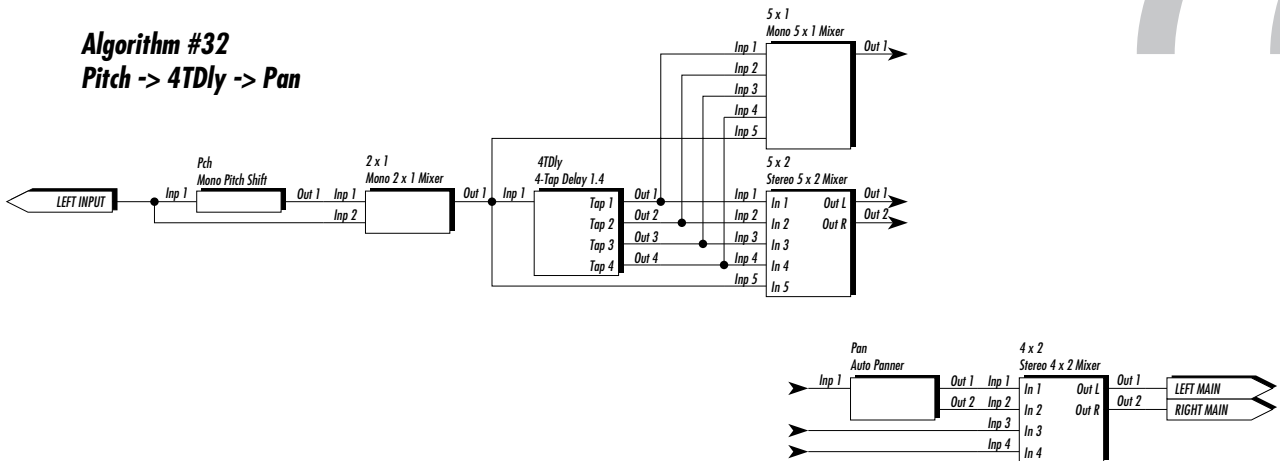 Algorithm #32
Pitch -> 4TDly -> Pan
5 x 1
Mono 5 x 1 Mixer
Inp 1
Out 1
Inp 2
Inp 3
Inp 4
Inp 5
LEFT INPUT
Inp 1
Pch
Mono Pitch Shift
Out 1
Inp 1
Inp 2
2 x 1
Mono 2 x 1 Mixer
Out 1
Inp 1
4TDly
4-Tap Delay 1.4
Tap 1
Tap 2
Tap 3
Tap 4
Out 1
Out 2
Out 3
Out 4
5 x 2
Stereo 5 x 2 Mixer
Inp 1
In 1
Out L
Out 1
Inp 2
In 2
Out R
Out 2
Inp 3
In 3
Inp 4
In 4
Inp 5
In 5
Pan
Auto Panner
Inp 1
Out 1
Out 2
4 x 2
Stereo 4 x 2 Mixer
Inp 1
In 1
Out L
Out 1
LEFT MAIN
Inp 2
In 2
Out R
Out 2
RIGHT MAIN
Inp 3
In 3
Inp 4
In 4